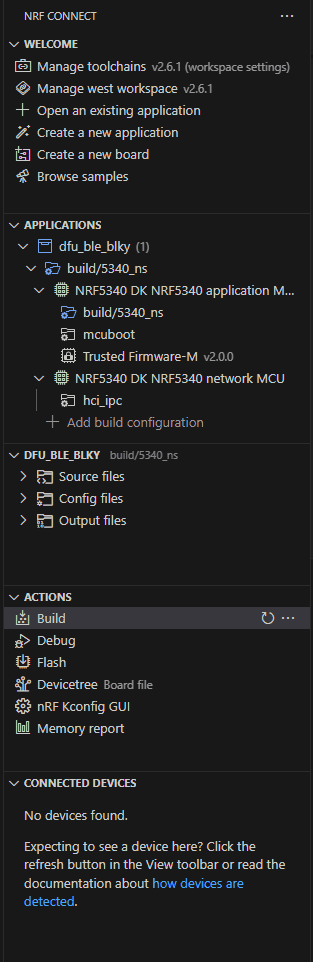 NRF CONNECT
WELCOME
Manage toolchains v2.6.1 (workspace settings)
Manage west workspace v2.6.1
Open an existing application
Create a new application
Create a new board
Browse samples
APPLICATIONS
dfu_ble_blky (1)
build/5340_ns
NRF5340 DK NRF5340 application M...
build/5340_ns
mcuboot
Trusted Firmware-M v2.0.0
NRF5340 DK NRF5340 network MCU
hci_ipc
Add build configuration
DFU_BLE_BLKY build/5340_ns
Source files
Config files
Output files
ACTIONS
Build
Debug
Flash
Devicetree Board file
nRF Kconfig GUI
Memory report
CONNECTED DEVICES
No devices found.
Expecting to see a device here? Click the
refresh button in the View toolbar or read the
documentation about how devices are
detected.